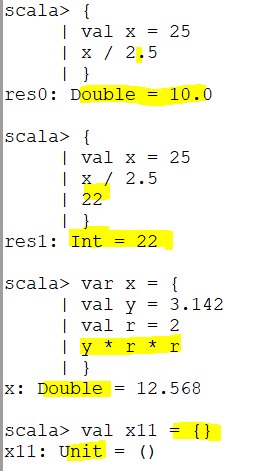 scala> {
     | val x = 25
     | x / 2.5
     | }
res0: Double = 10.0

scala> {
     | val x = 25
     | x / 2.5
     | 22
     | }
res1: Int = 22

scala> var x = {
     | val y = 3.142
     | val r = 2
     | y * r * r
     | }
x: Double = 12.568

scala> val x11 = {}
x11: Unit = ()